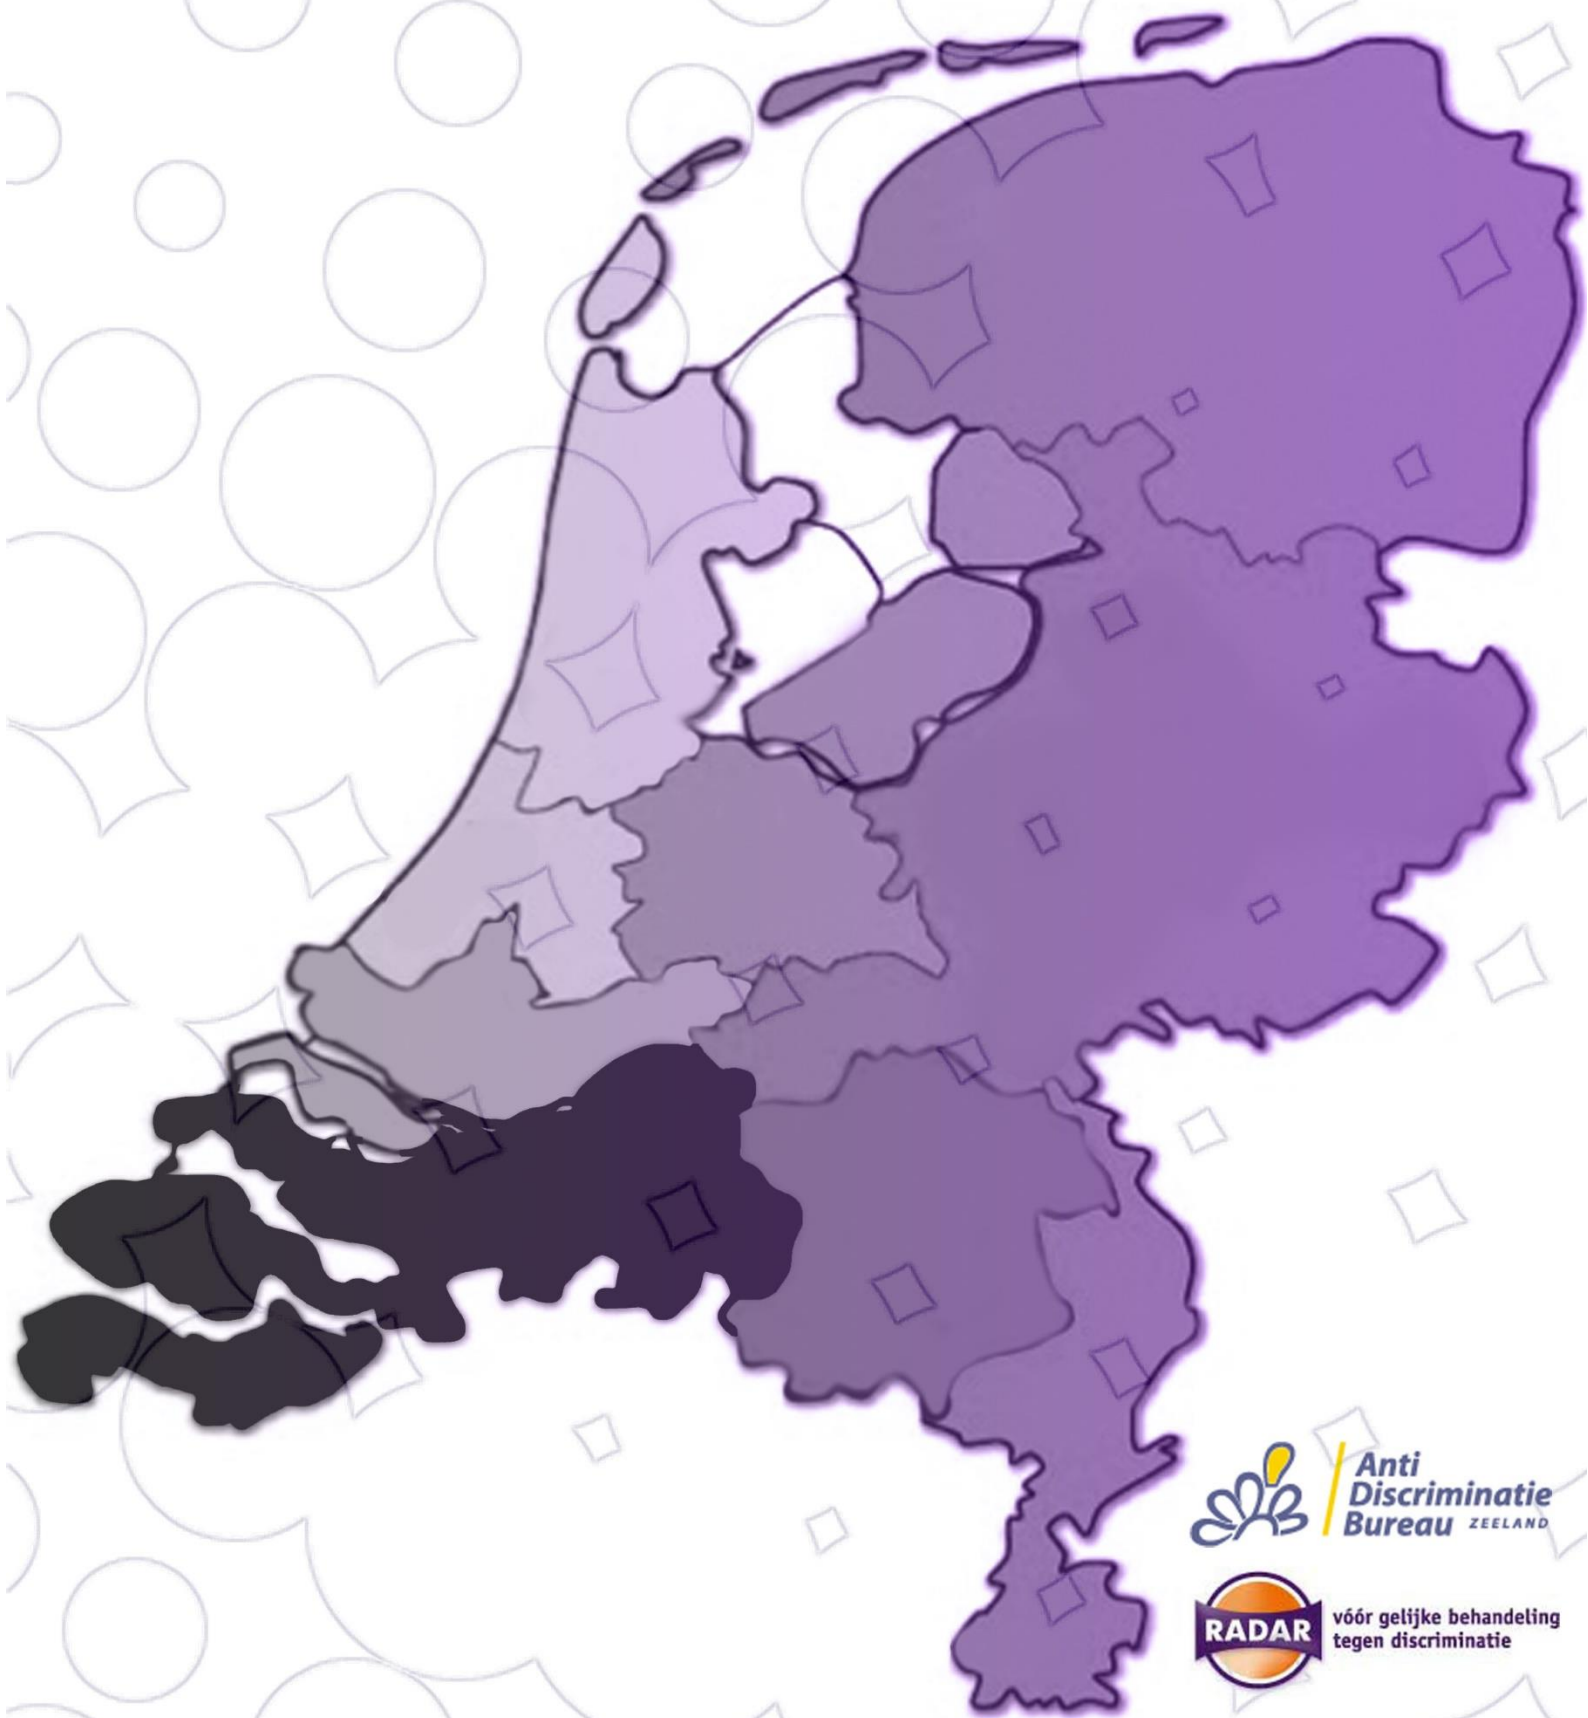 Anti
Discriminatie
Bureau ZEELAND
RADAR
vóór gelijke behandeling
tegen discriminatie